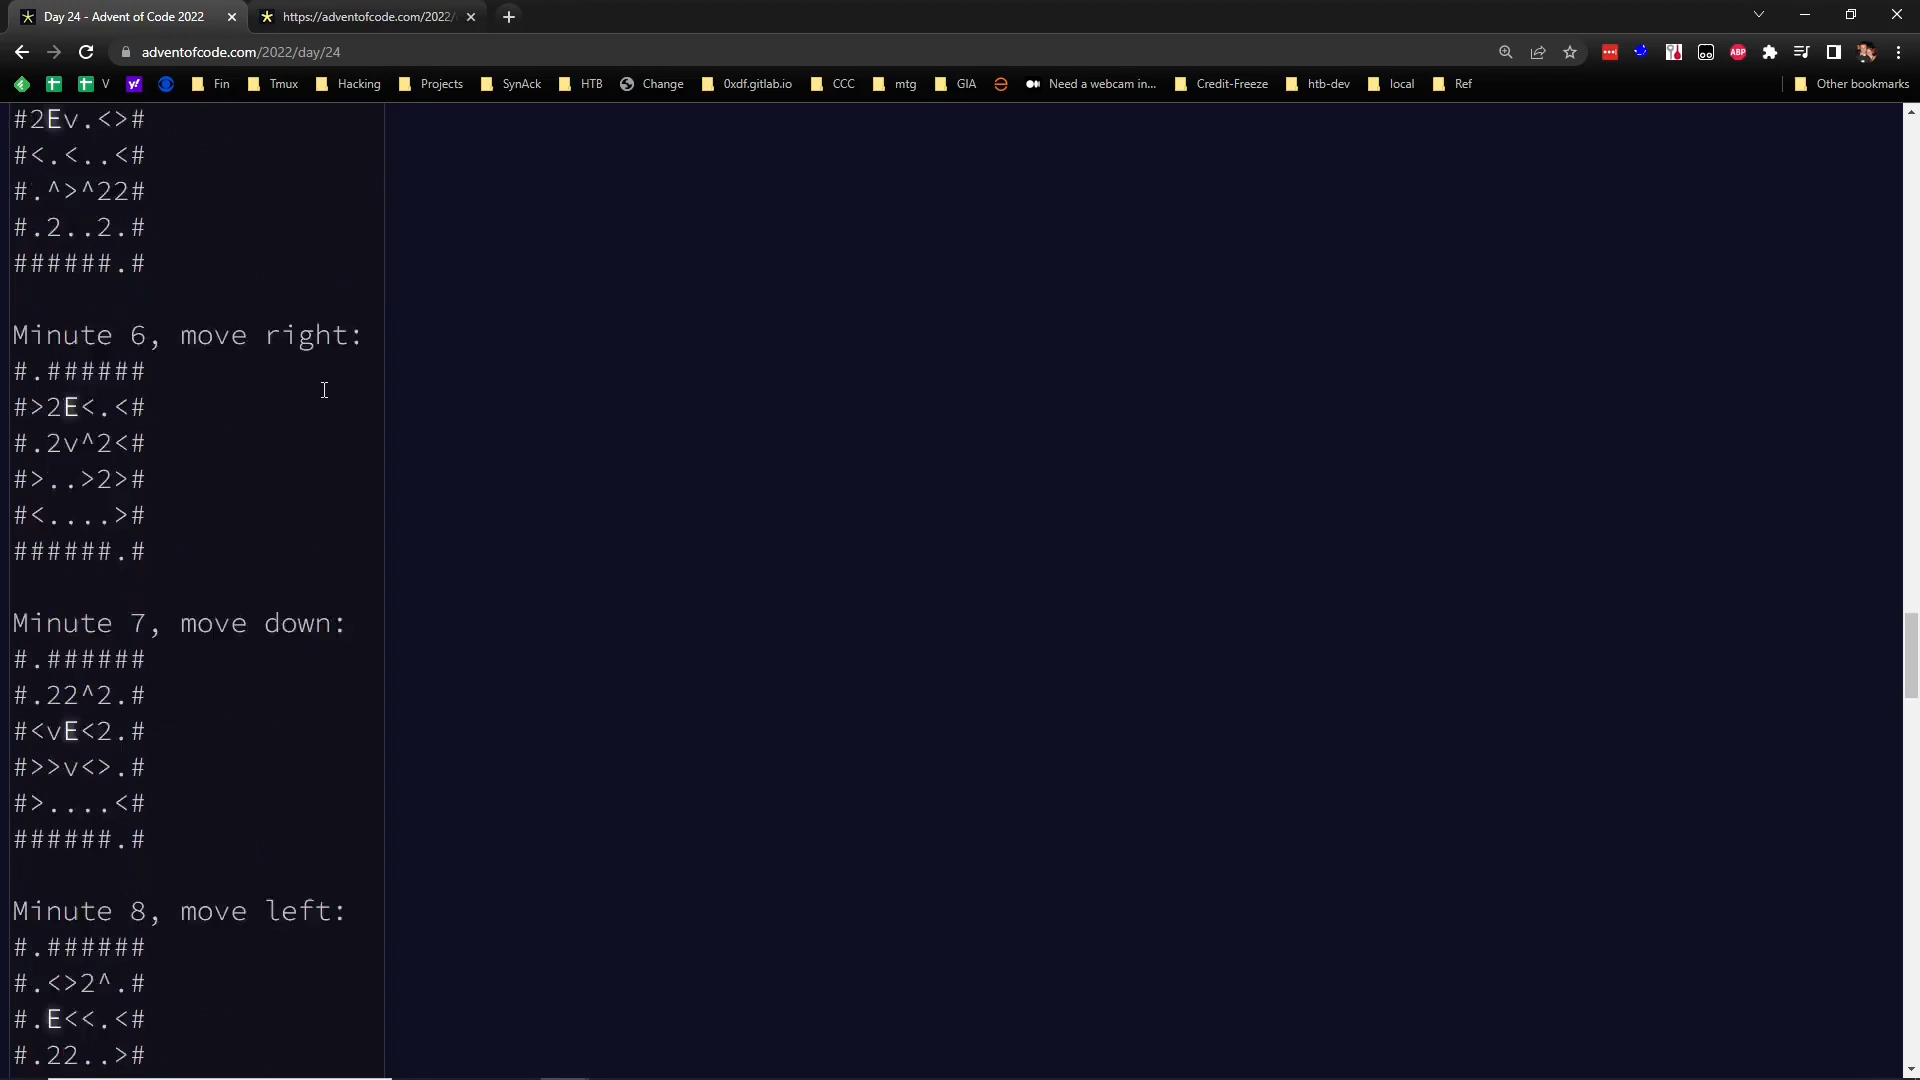 Day 24 - Advent of Code 2022
https://adventofcode.com/2022/
adventofcode.com/2022/day/24
V
Fin
Tmux
Hacking
Projects
SynAck
HTB
Change
0xdf.gitlab.io
CCC
mtg
GIA
Need a webcam in...
Credit-Freeze
htb-dev
local
Ref
Other bookmarks
#2Ev.<>#
#<.<..<#
#.^>^22#
#.2..2.#
######.#
Minute 6, move right:
#.######
#>2E<.<#
#.2v^2<#
#>..>2>#
#<....>#
######.#
Minute 7, move down:
#.######
#.22^2.#
#<vE<2.#
#>>v<>.#
#>....<#
######.#
Minute 8, move left:
#.######
#.<>2^.#
#.E<<.<#
#.22..>#